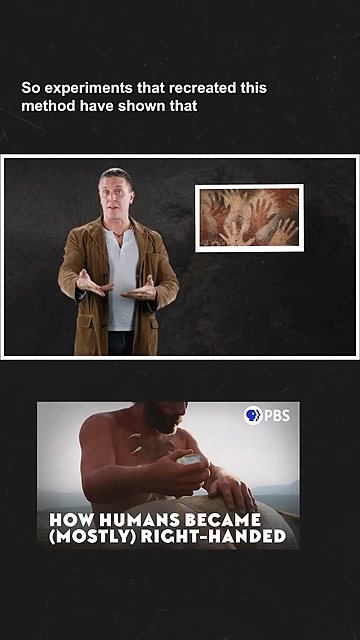 So experiments that recreated this
method have shown that
PBS
HOW HUMANS BECAME
(MOSTLY) RIGHT-HANDED